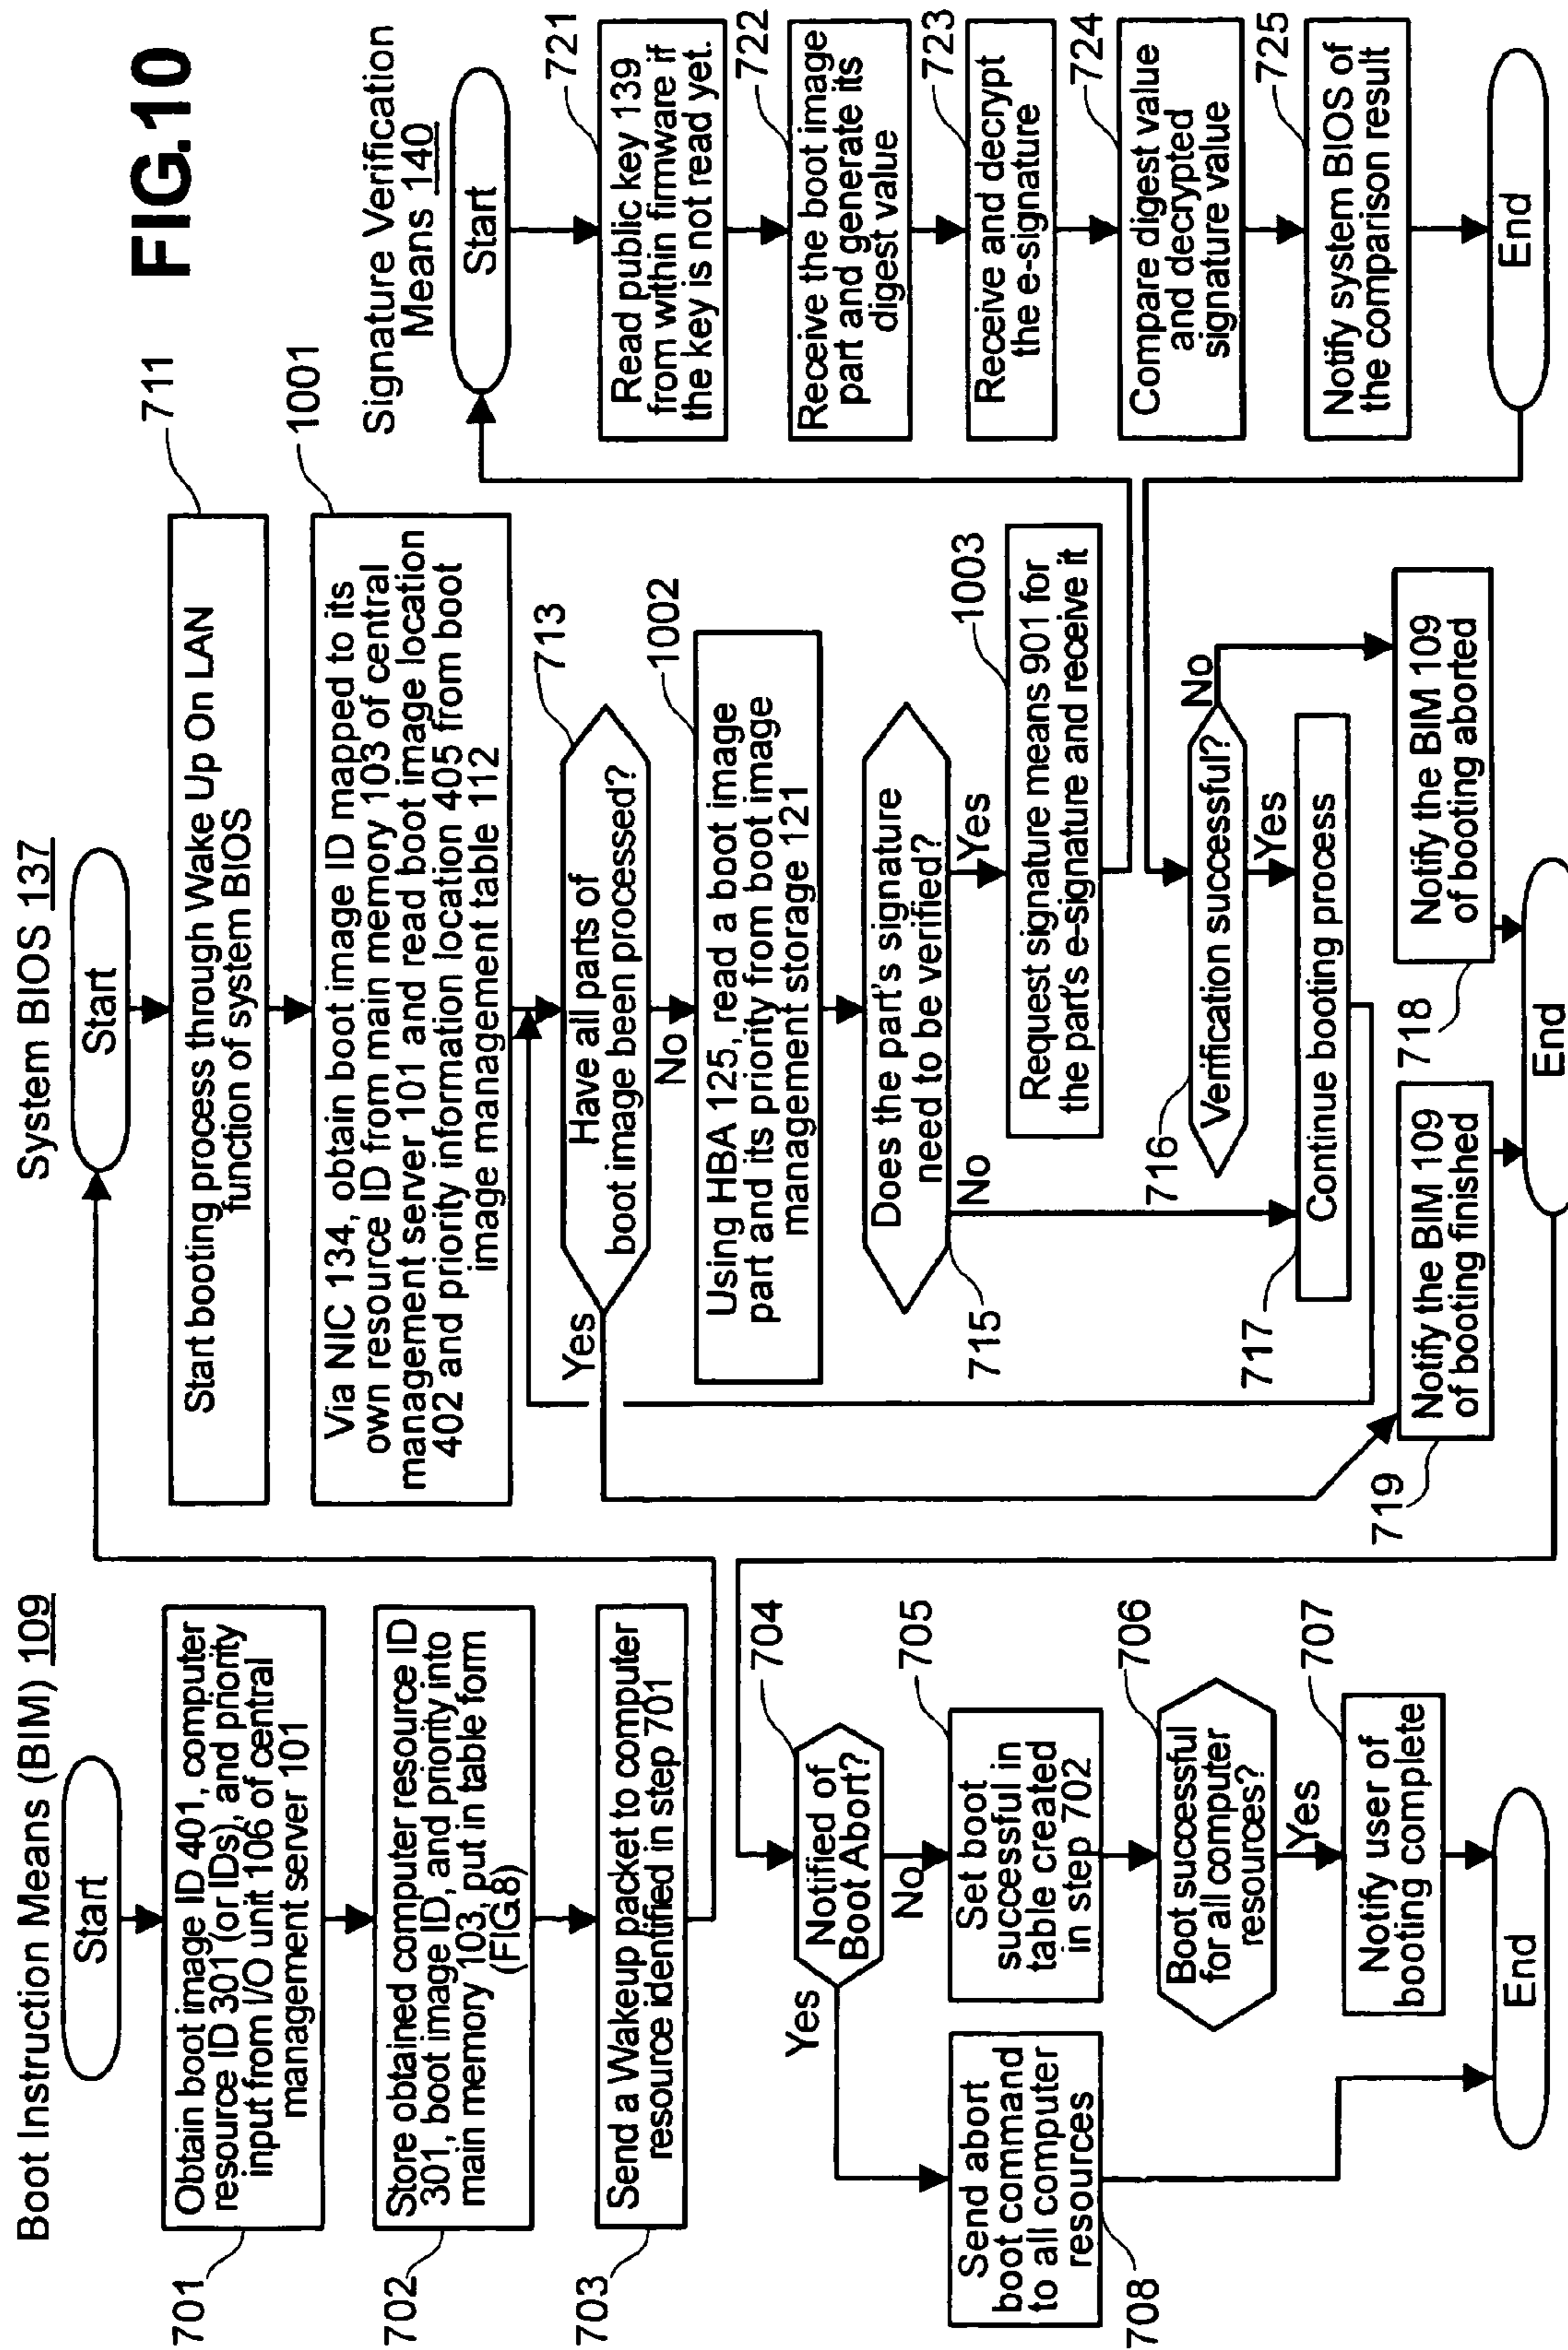 FIG.10
Boot Instruction Means (BIM) 109
Start
701
Obtain boot image ID 401, computer
resource ID 301 (or IDs), and priority
input from I/O unit 106 of central
management server 101
702
Store obtained computer resource ID
301, boot image ID, and priority into
main memory 103, put in table form
(FIG.8)
703
Send a Wakeup packet to computer
resource identified in step 701
704
Notified of
Boot Abort?
Yes
No
705
Set boot
successful in
table created
in step 702
706
Boot successful
for all computer
resources?
Yes
707
Notify user of
booting complete
708
Send abort
boot command
to all computer
resources
End
System BIOS 137
Start
711
Start booting process through Wake Up On LAN
function of system BIOS
1001
Via NIC 134, obtain boot image ID mapped to its
own resource ID from main memory 103 of central
management server 101 and read boot image location
402 and priority information location 405 from boot
image management table 112
713
Have all parts of
boot image been processed?
Yes
No
1002
Using HBA 125, read a boot image
part and its priority from boot image
management storage 121
715
Does the part's signature
need to be verified?
No
Yes
1003
Request signature means 901 for
the part's e-signature and receive it
716
Verification successful?
No
Yes
717
Continue booting process
719
Notify the BIM 109
of booting finished
718
Notify the BIM 109
of booting aborted
End
Signature Verification
Means 140
Start
721
Read public key 139
from within firmware if
the key is not read yet.
722
Receive the boot image
part and generate its
digest value
723
Receive and decrypt
the e-signature
724
Compare digest value
and decrypted
signature value
725
Notify system BIOS of
the comparison result
End